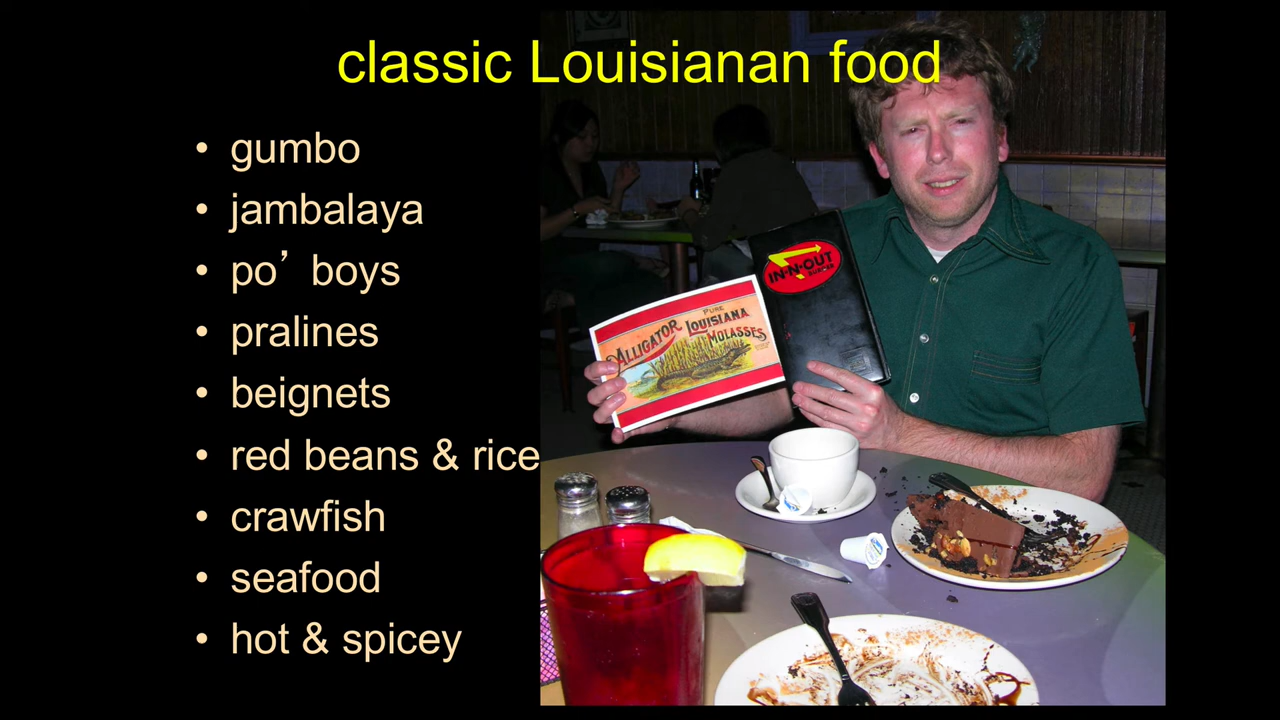 classic Louisianan food
• gumbo
• jambalaya
• po’ boys
• pralines
• beignets
• red beans & rice
• crawfish
• seafood
• hot & spicey
PURE
ALLIGATOR LOUISIANA
MOLASSES
IN-N-OUT
BURGER